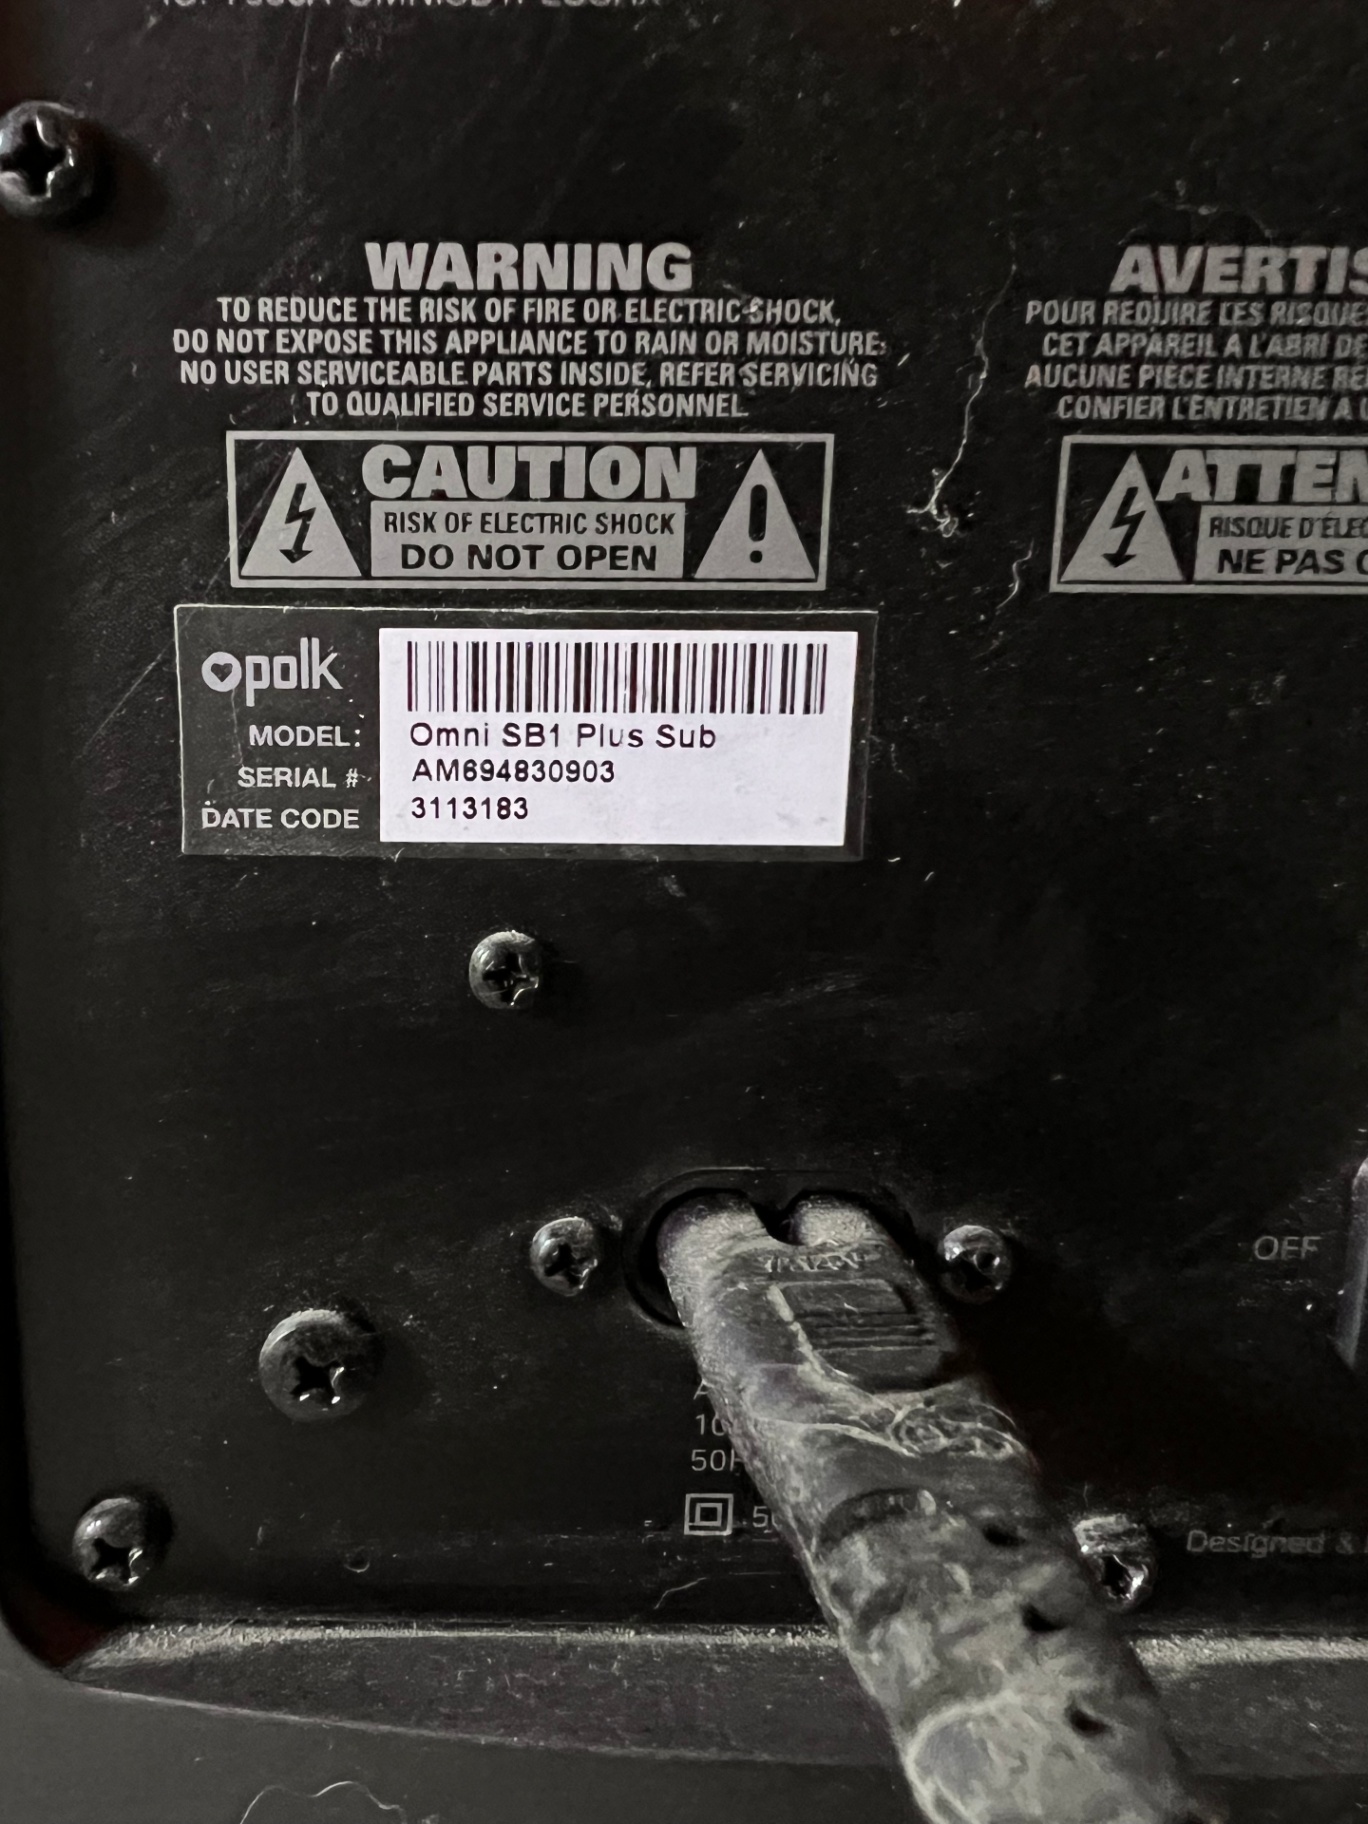 WARNING
TO REDUCE THE RISK OF FIRE OR ELECTRIC SHOCK,
DO NOT EXPOSE THIS APPLIANCE TO RAIN OR MOISTURE.
NO USER SERVICEABLE PARTS INSIDE, REFER SERVICING
TO QUALIFIED SERVICE PERSONNEL
CAUTION
RISK OF ELECTRIC SHOCK
DO NOT OPEN
AVERTIS
POUR REDUIRE LES RISQUE
CET APPAREIL A L'ABRI DE
AUCUNE PIECE INTERNE RE
CONFIER L'ENTRETIEN A
ATTEN
RISQUE D'ÉLEC
NE PAS O
polk
MODEL: Omni SB1 Plus Sub
SERIAL # AM694830903
DATE CODE 3113183
OFF
50H
Designed &